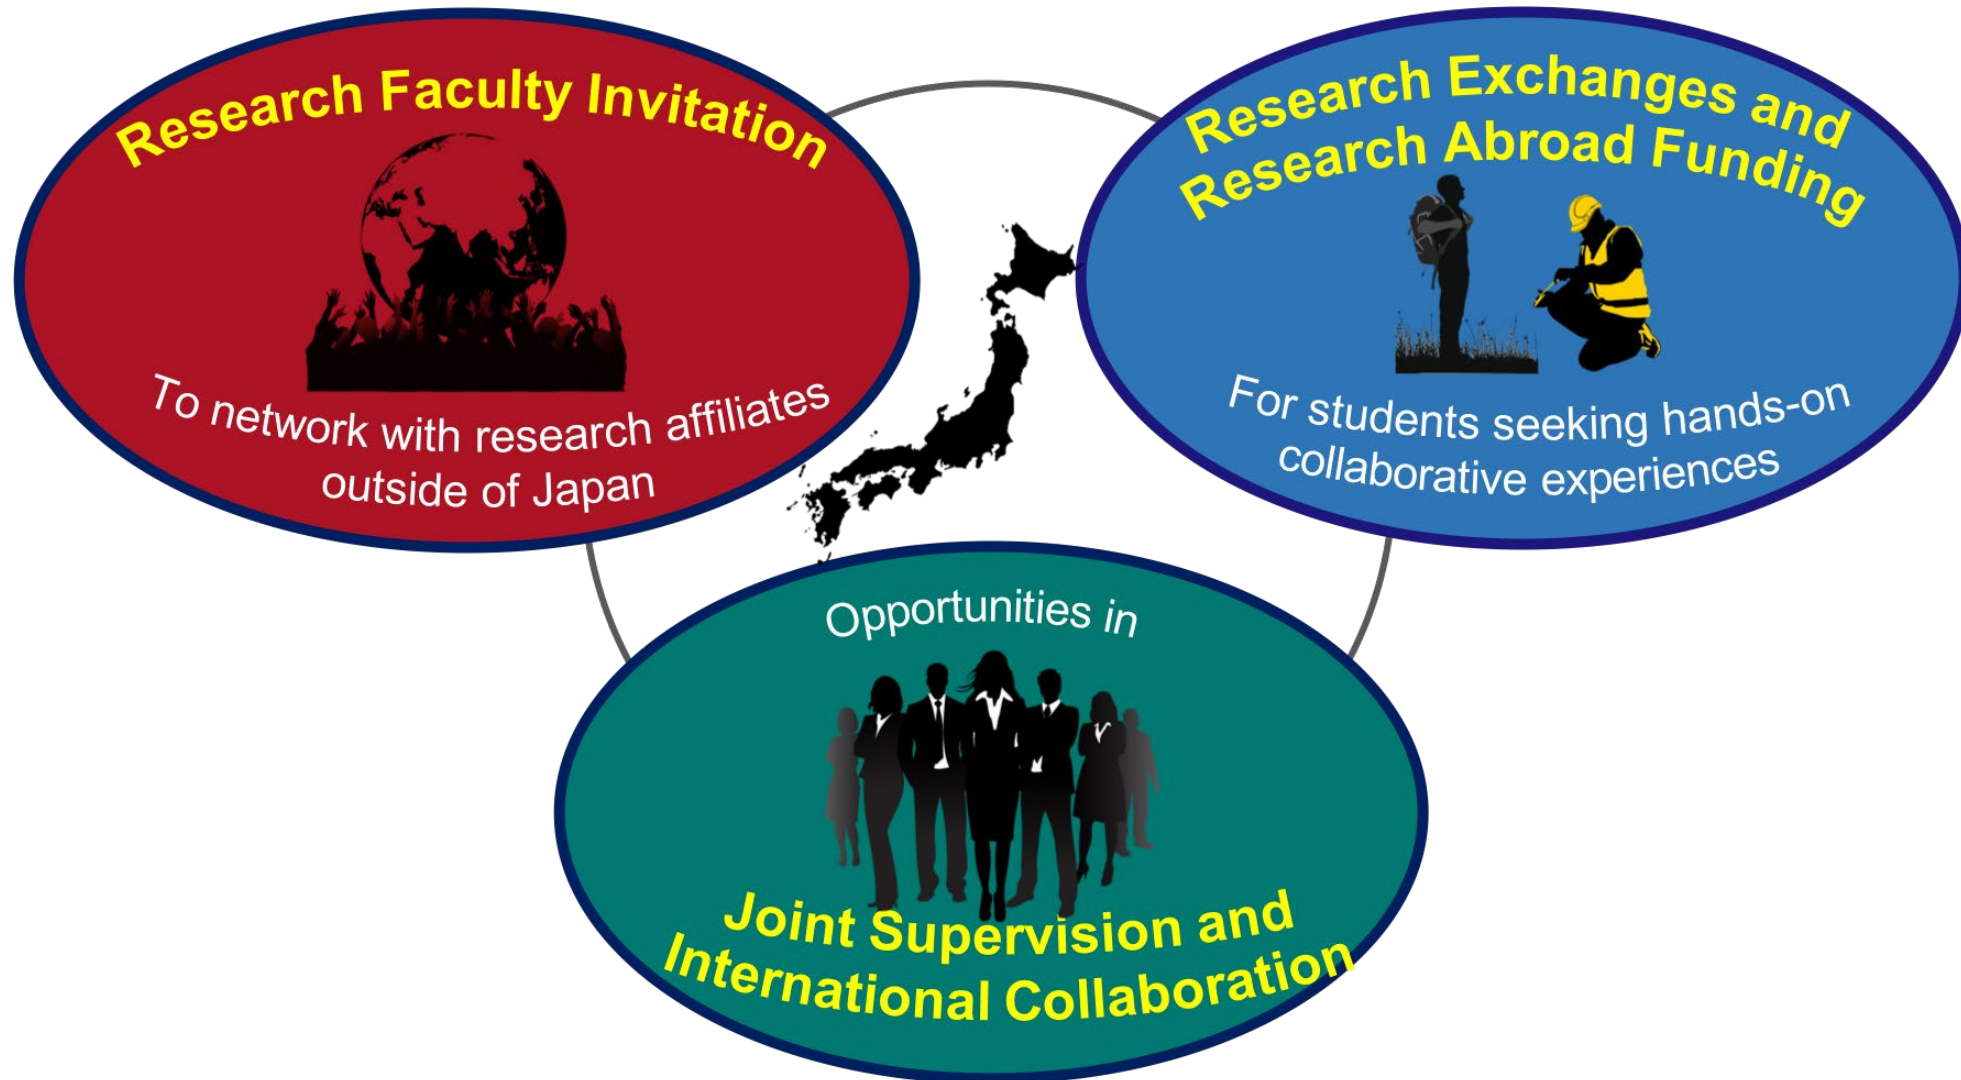 Research Faculty Invitation
To network with research affiliates
outside of Japan
Research Exchanges and
Research Abroad Funding
For students seeking hands-on
collaborative experiences
Opportunities in
Joint Supervision and
International Collaboration